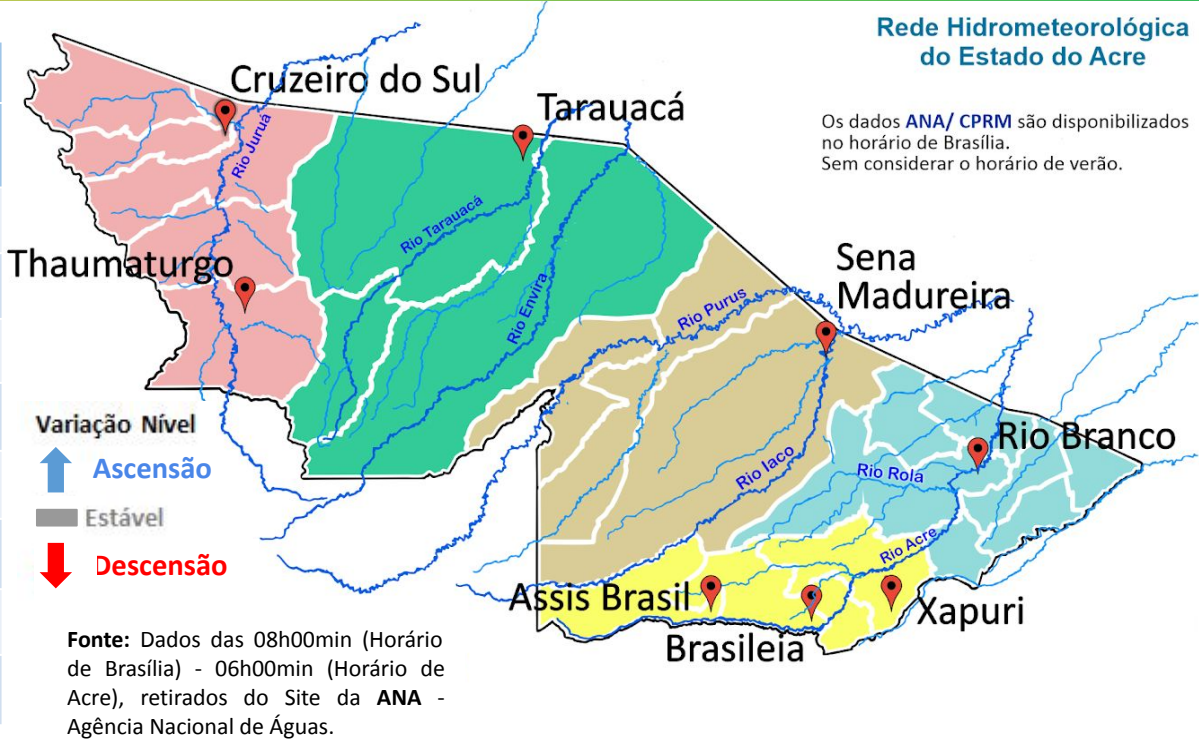 Rede Hidrometeorológica
do Estado do Acre
Os dados ANA/ CPRM são disponibilizados
no horário de Brasília.
Sem considerar o horário de verão.
Cruzeiro do Sul
Tarauacá
Rio Juruá
Rio Tarauacá
Thaumaturgo
Rio Envira
Rio Purus
Sena
Madureira
Rio Branco
Rio Iaco
Rio Rola
Rio Acre
Assis Brasil
Brasileia
Xapuri
Variação Nível
Ascensão
Estável
Descensão
Fonte: Dados das 08h00min (Horário
de Brasília) - 06h00min (Horário de
Acre), retirados do Site da ANA -
Agência Nacional de Águas.